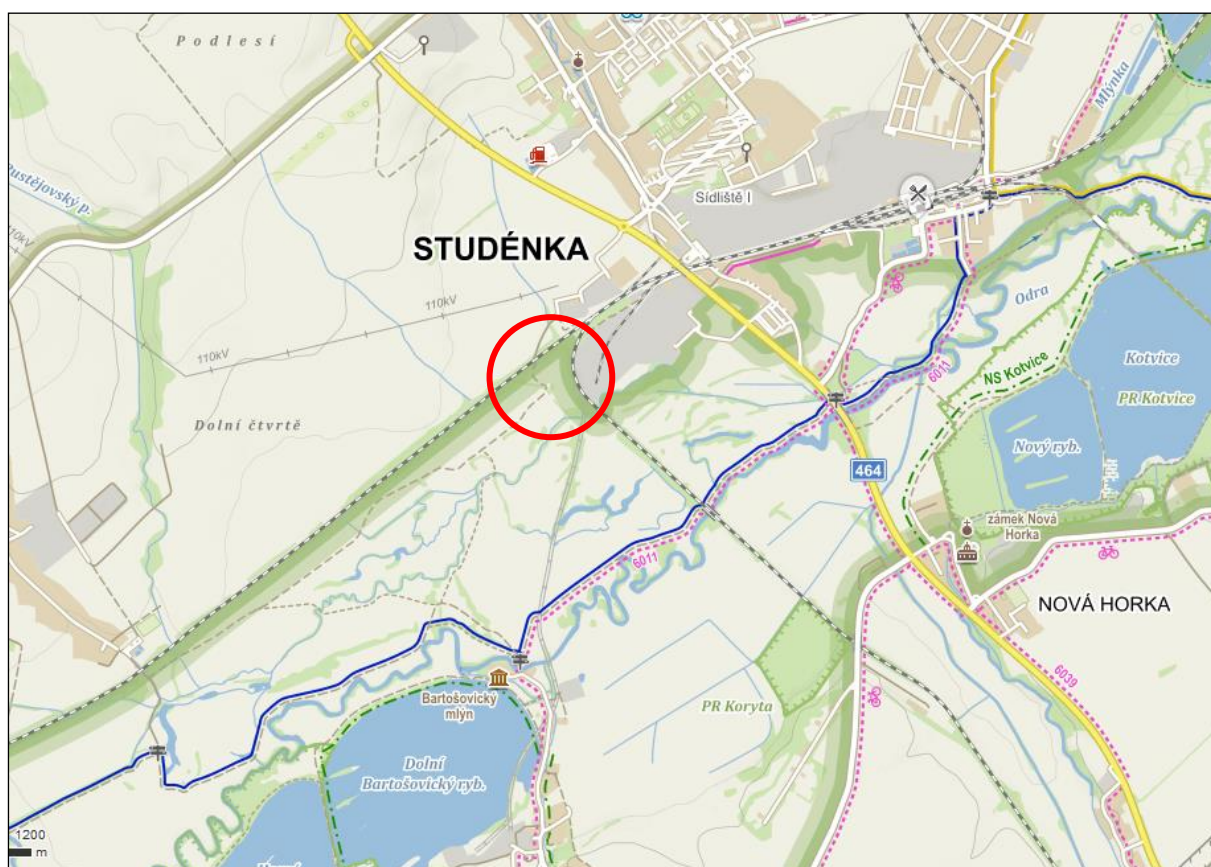 Podlesí
Mlýnka
Pustějovský p.
Sídliště I
110kV
STUDÉNKA
110kV
Odra
110kV
NS Kotvice
Kotvice
6011
PR Kotvice
Dolní čtvrtě
Nový ryb.
464
zámek Nová
Horka
6011
NOVÁ HORKA
6039
Bartošovický
mlýn
PR Koryta
Dolní
Bartošovický ryb.
1200
m